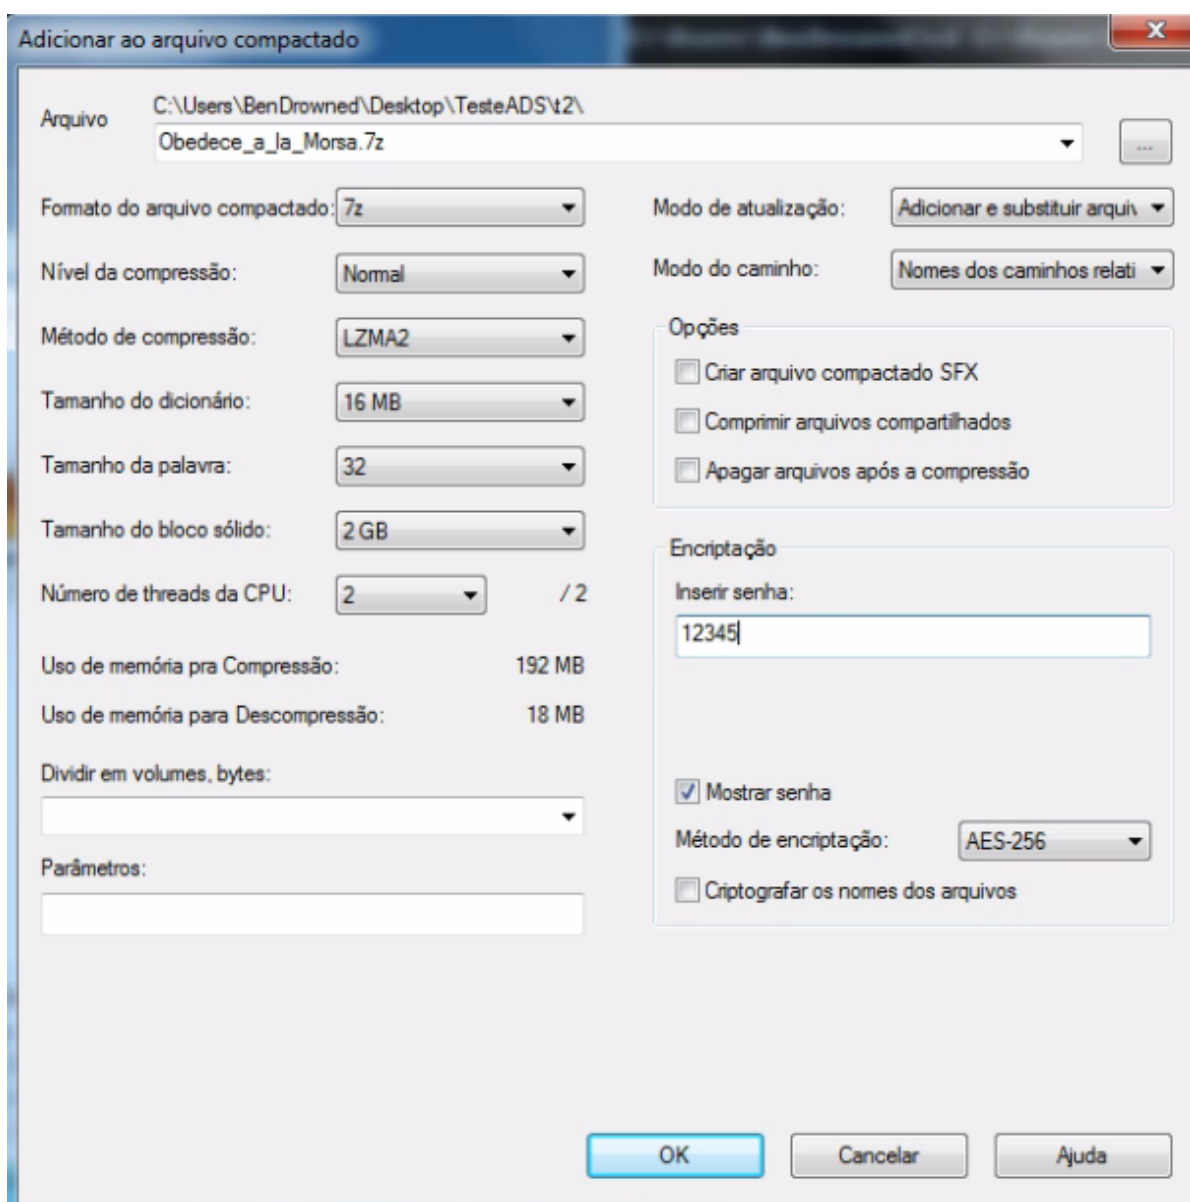 Adicionar ao arquivo compactado
x
Arquivo
C:\Users\BenDrowned\Desktop\TesteADS\t2\
Obedece_a_la_Morsa.7z
...
Formato do arquivo compactado: 7z
Nível da compressão: Normal
Método de compressão: LZMA2
Tamanho do dicionário: 16 MB
Tamanho da palavra: 32
Tamanho do bloco sólido: 2 GB
Número de threads da CPU: 2 / 2
Uso de memória pra Compressão: 192 MB
Uso de memória para Descompressão: 18 MB
Dividir em volumes, bytes:
Parâmetros:
Modo de atualização: Adicionar e substituir arquiv
Modo do caminho: Nomes dos caminhos relati
Opções
Criar arquivo compactado SFX
Comprimir arquivos compartilhados
Apagar arquivos após a compressão
Encriptação
Inserir senha:
12345
Mostrar senha
Método de encriptação: AES-256
Criptografar os nomes dos arquivos
OK Cancelar Ajuda